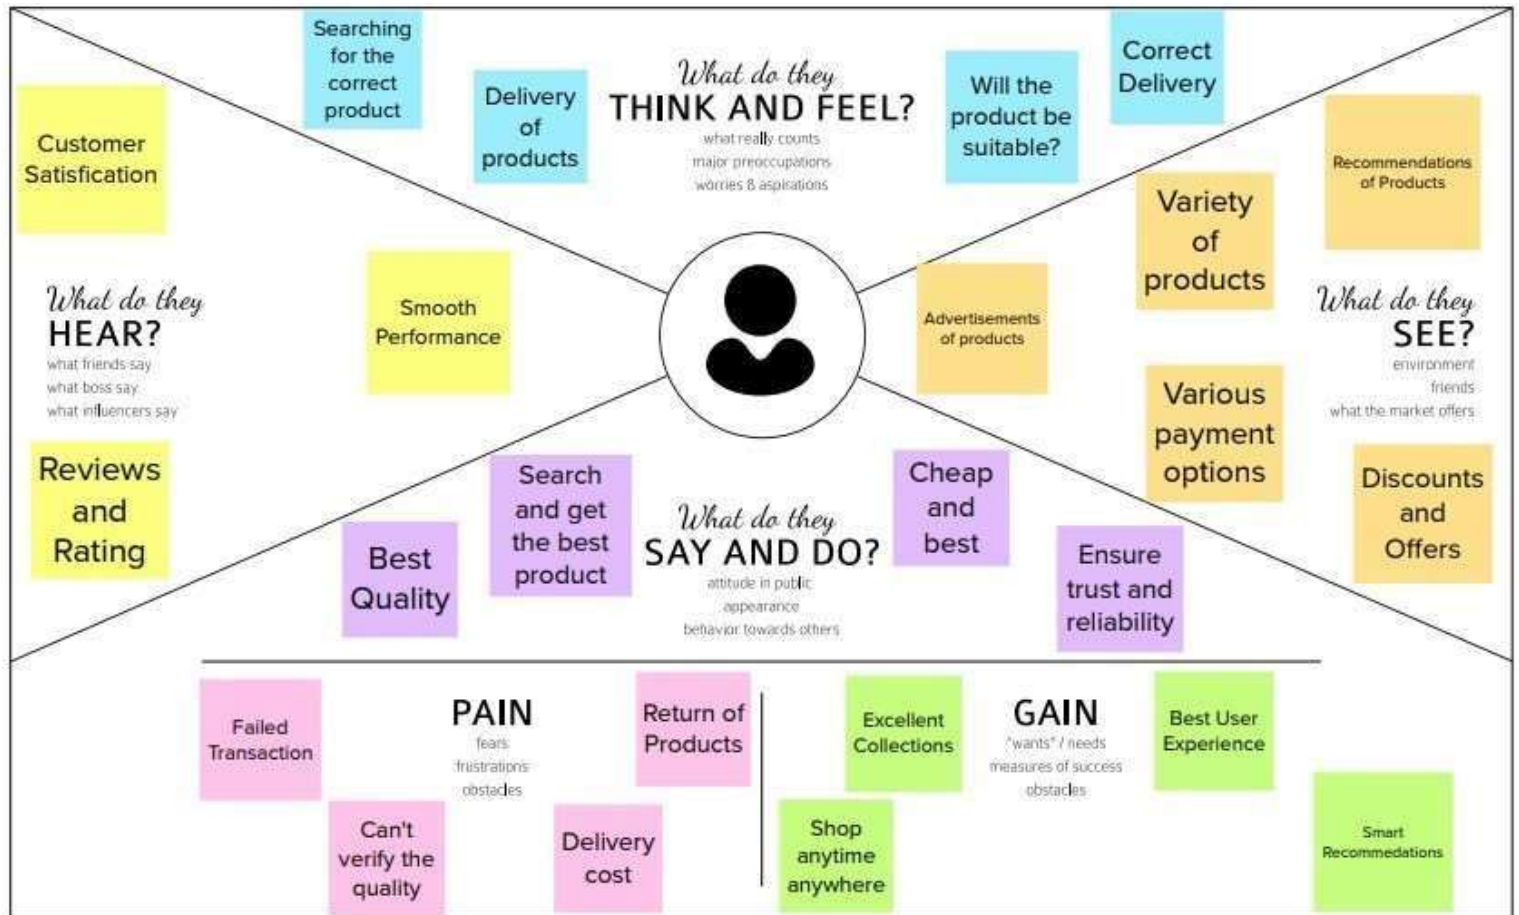 Searching
for the
correct
product
Delivery
of
products
What do they
THINK AND FEEL?
what really counts
major preoccupations
worries & aspirations
Will the
product be
suitable?
Correct
Delivery
Customer
Satisfication
Smooth
Performance
What do they
HEAR?
what friends say
what boss say
what influencers say
Reviews
and
Rating
Recommendations
of Products
Variety
of
products
Advertisements
of products
What do they
SEE?
environment
friends
what the market offers
Various
payment
options
Discounts
and
Offers
Best
Quality
Search
and get
the best
product
What do they
SAY AND DO?
attitude in public
appearance
behavior towards others
Cheap
and
best
Ensure
trust and
reliability
Failed
Transaction
PAIN
fears
frustrations
obstacles
Return of
Products
Can't
verify the
quality
Delivery
cost
Excellent
Collections
GAIN
"wants" / needs
measures of success
obstacles
Best User
Experience
Shop
anytime
anywhere
Smart
Recommedations